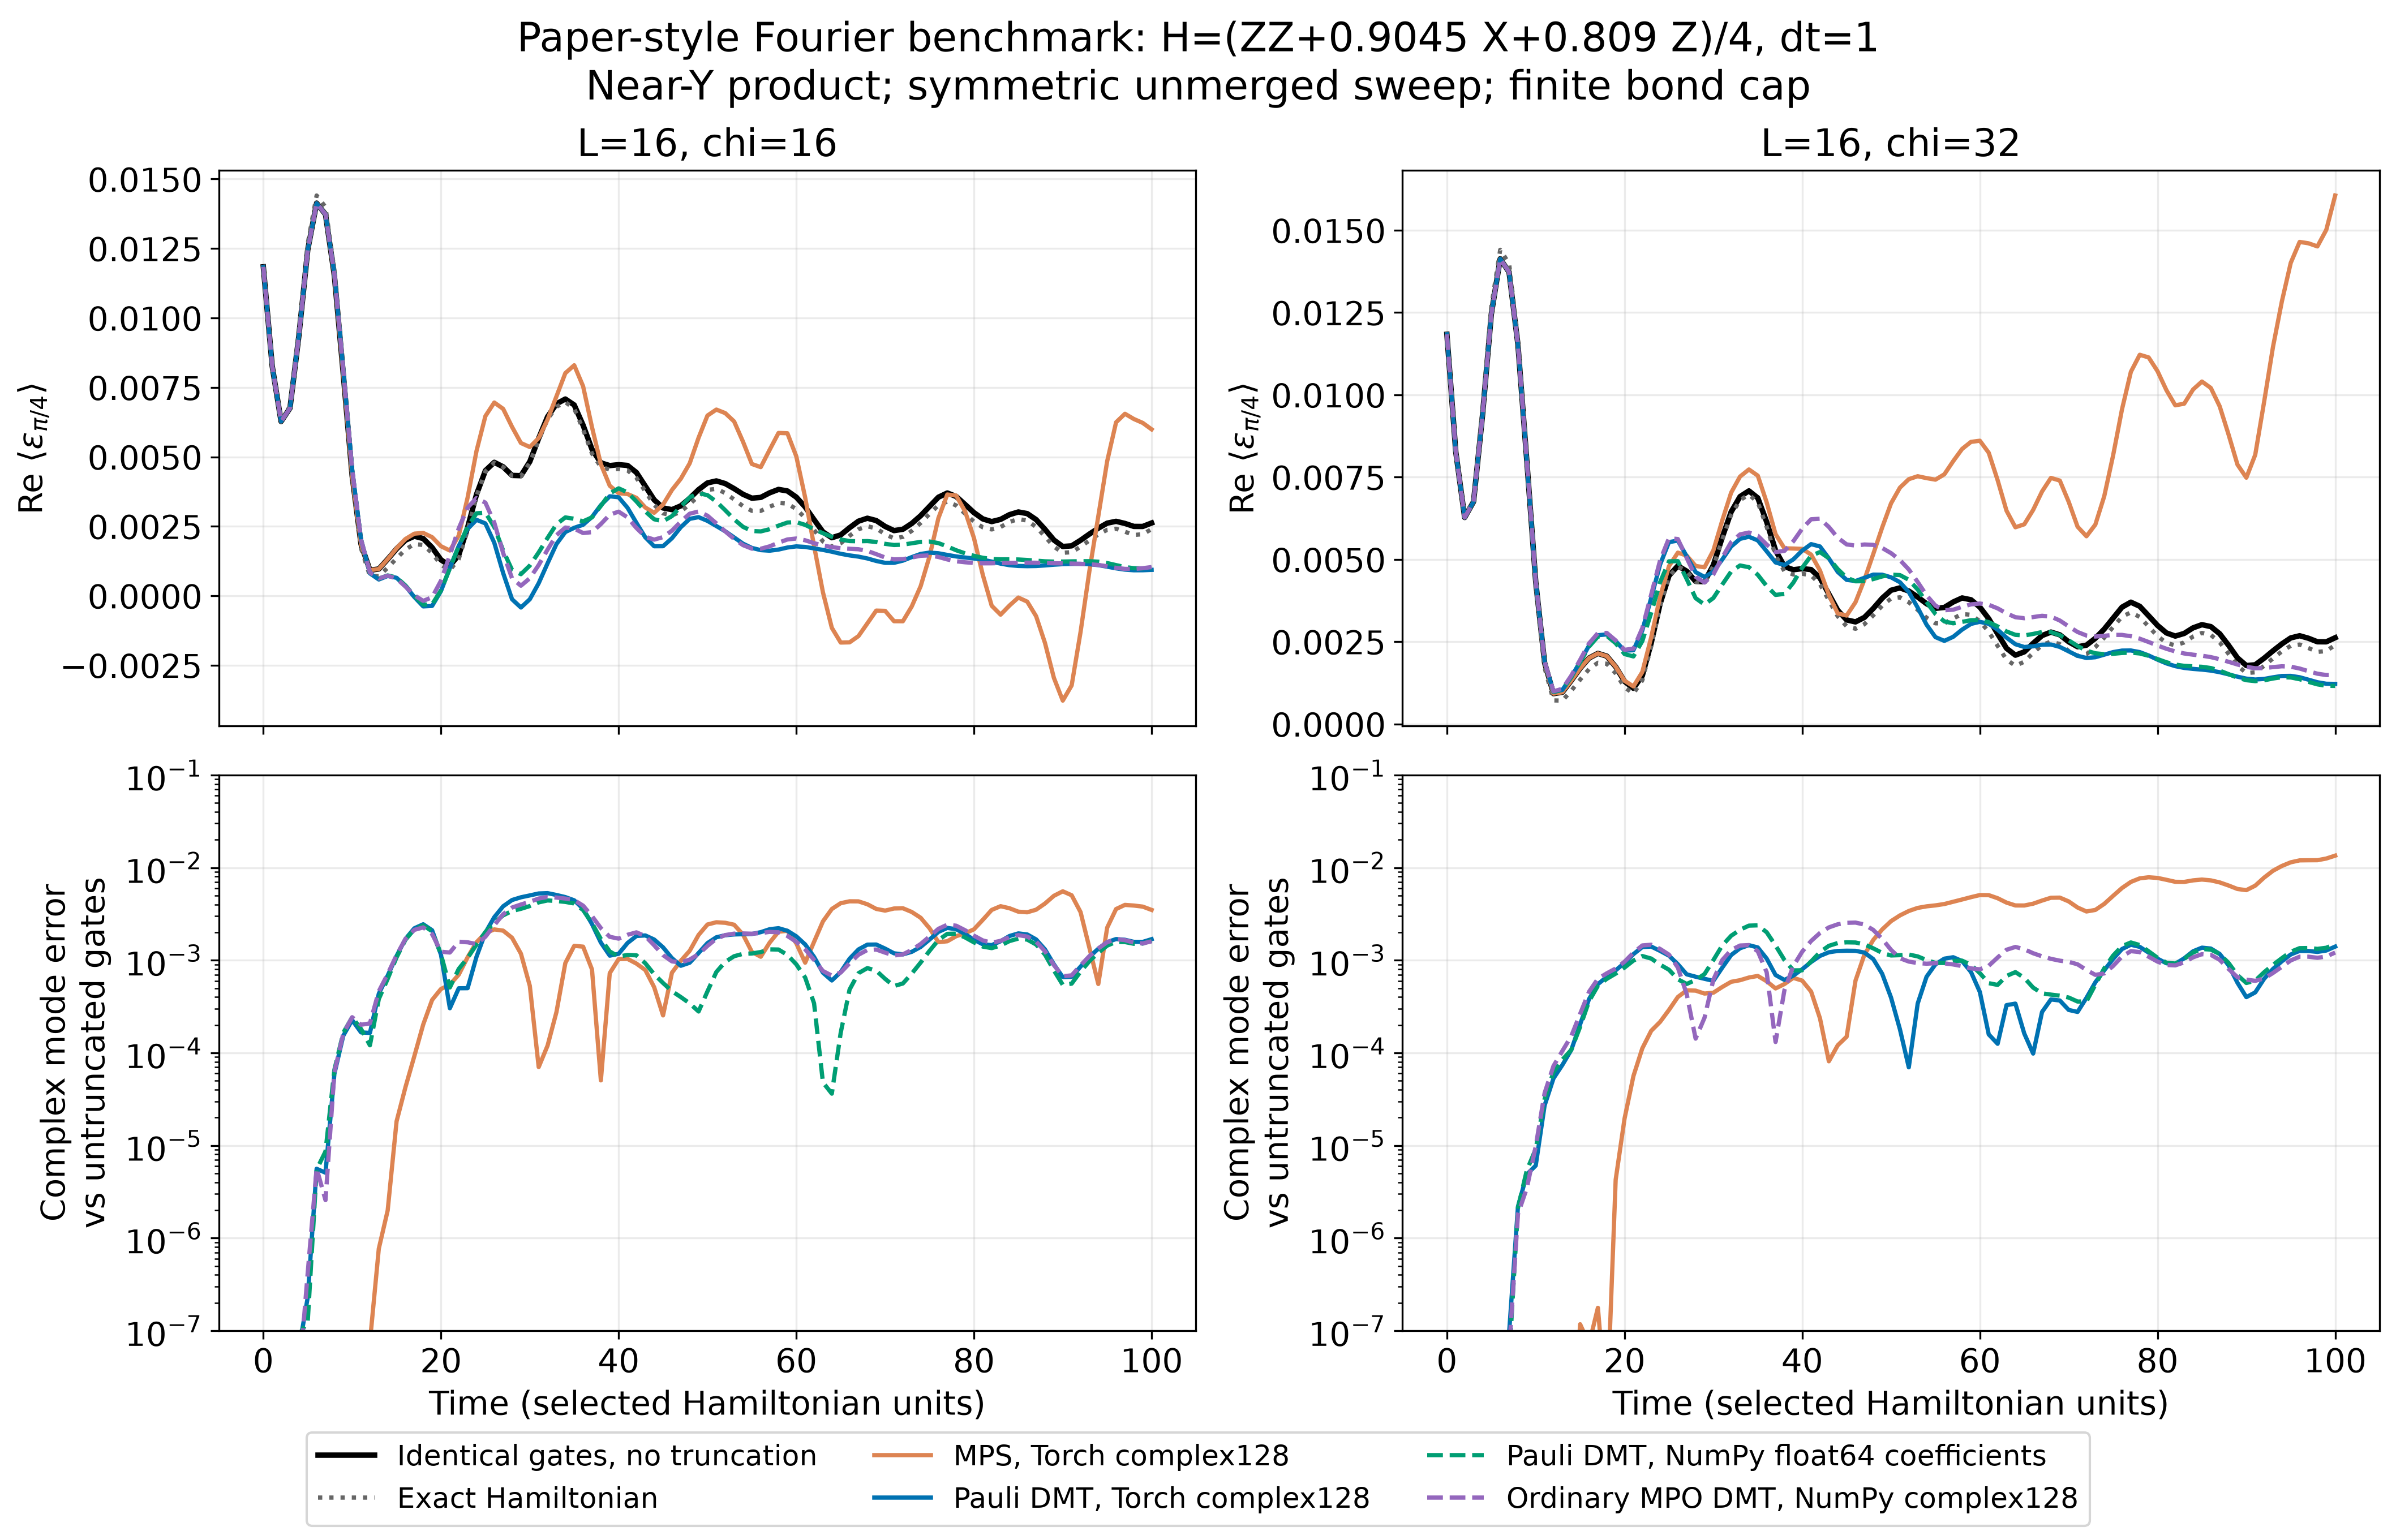 Paper-style Fourier benchmark: H=(ZZ+0.9045 X+0.809 Z)/4, dt=1
Near-Y product; symmetric unmerged sweep; finite bond cap
L=16, chi=16
0.0150
0.0125
0.0100
0.0075
0.0050
0.0025
0.0000
−0.0025
Re ⟨ε_{π/4}⟩
L=16, chi=32
0.0150
0.0125
0.0100
0.0075
0.0050
0.0025
0.0000
Re ⟨ε_{π/4}⟩
10⁻¹
10⁻²
10⁻³
10⁻⁴
10⁻⁵
10⁻⁶
10⁻⁷
Complex mode error
vs untruncated gates
0 20 40 60 80 100
Time (selected Hamiltonian units)
10⁻¹
10⁻²
10⁻³
10⁻⁴
10⁻⁵
10⁻⁶
10⁻⁷
Complex mode error
vs untruncated gates
0 20 40 60 80 100
Time (selected Hamiltonian units)
Identical gates, no truncation
Exact Hamiltonian
MPS, Torch complex128
Pauli DMT, Torch complex128
Pauli DMT, NumPy float64 coefficients
Ordinary MPO DMT, NumPy complex128